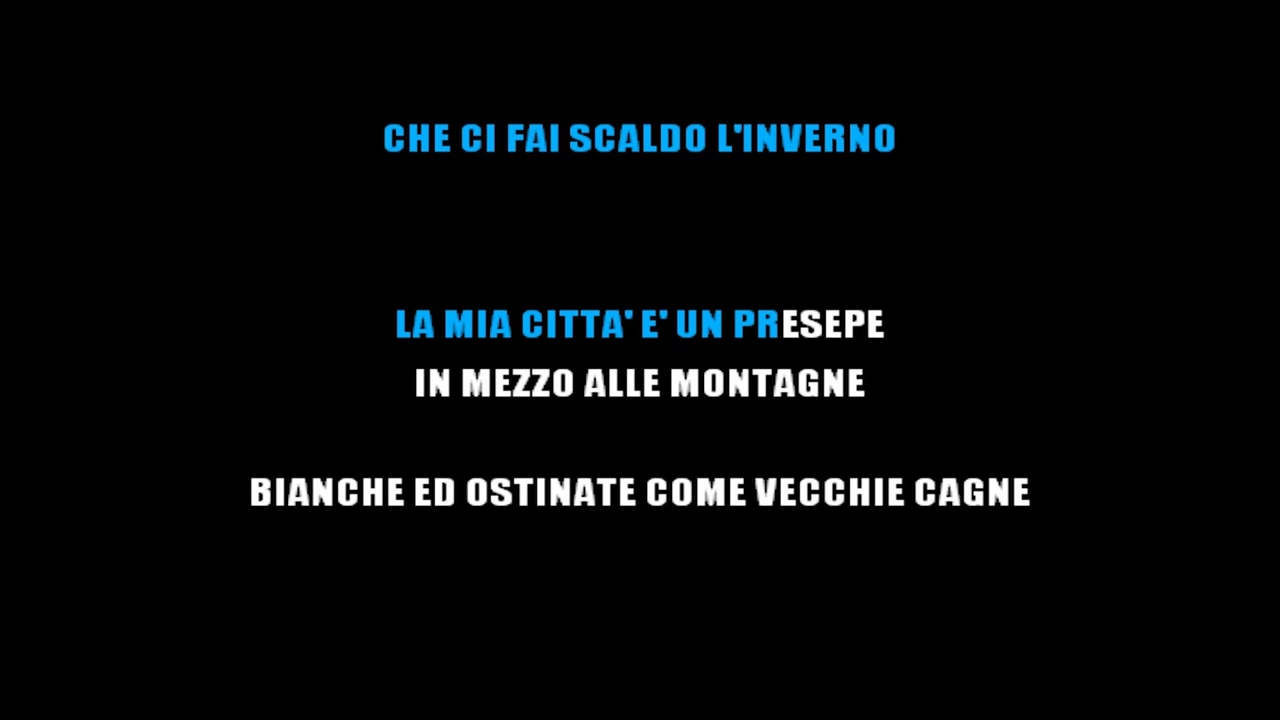 CHE CI FAI SCALDO L'INVERNO
LA MIA CITTA' E' UN PRESEPE
IN MEZZO ALLE MONTAGNE
BIANCHE ED OSTINATE COME VECCHIE CAGNE